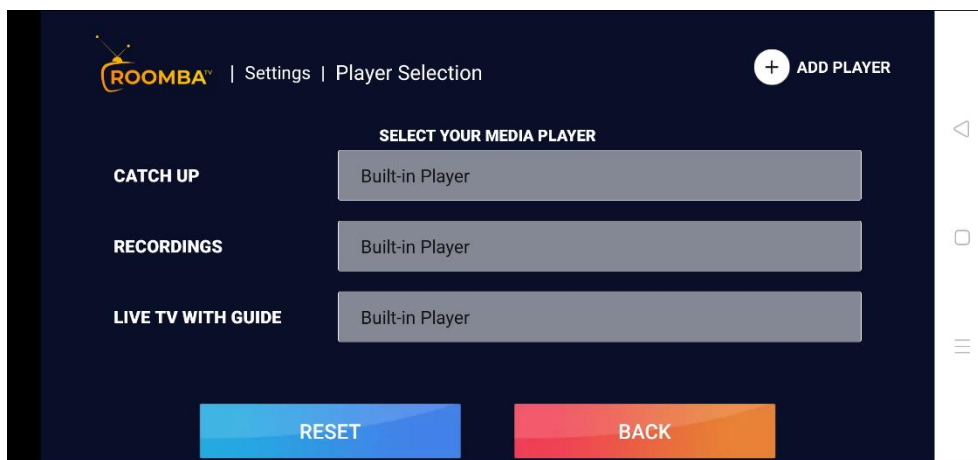 ROOMBA TV | Settings | Player Selection
+ ADD PLAYER
SELECT YOUR MEDIA PLAYER
CATCH UP Built-in Player
RECORDINGS Built-in Player
LIVE TV WITH GUIDE Built-in Player
RESET BACK